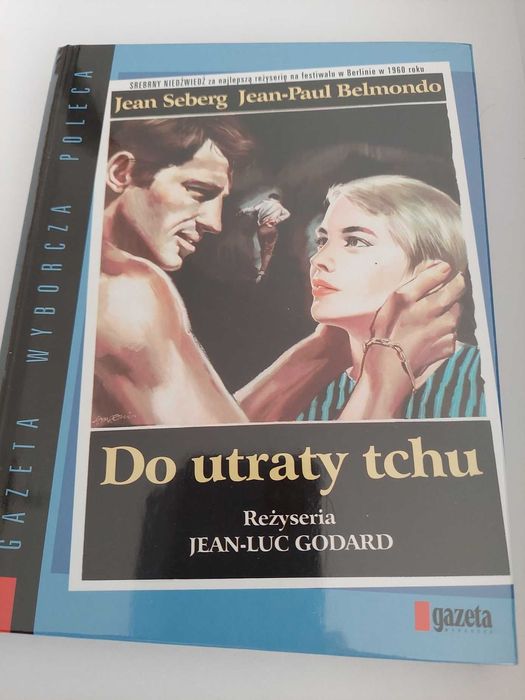 SREBRNY NIEDŹWIEDŹ za najlepszą reżyserię na festiwalu w Berlinie w 1960 roku
Jean Seberg Jean-Paul Belmondo
GAZETA WYBORCZA POLECA
Do utraty tchu
Reżyseria
JEAN-LUC GODARD
gazeta
WYBORCZA